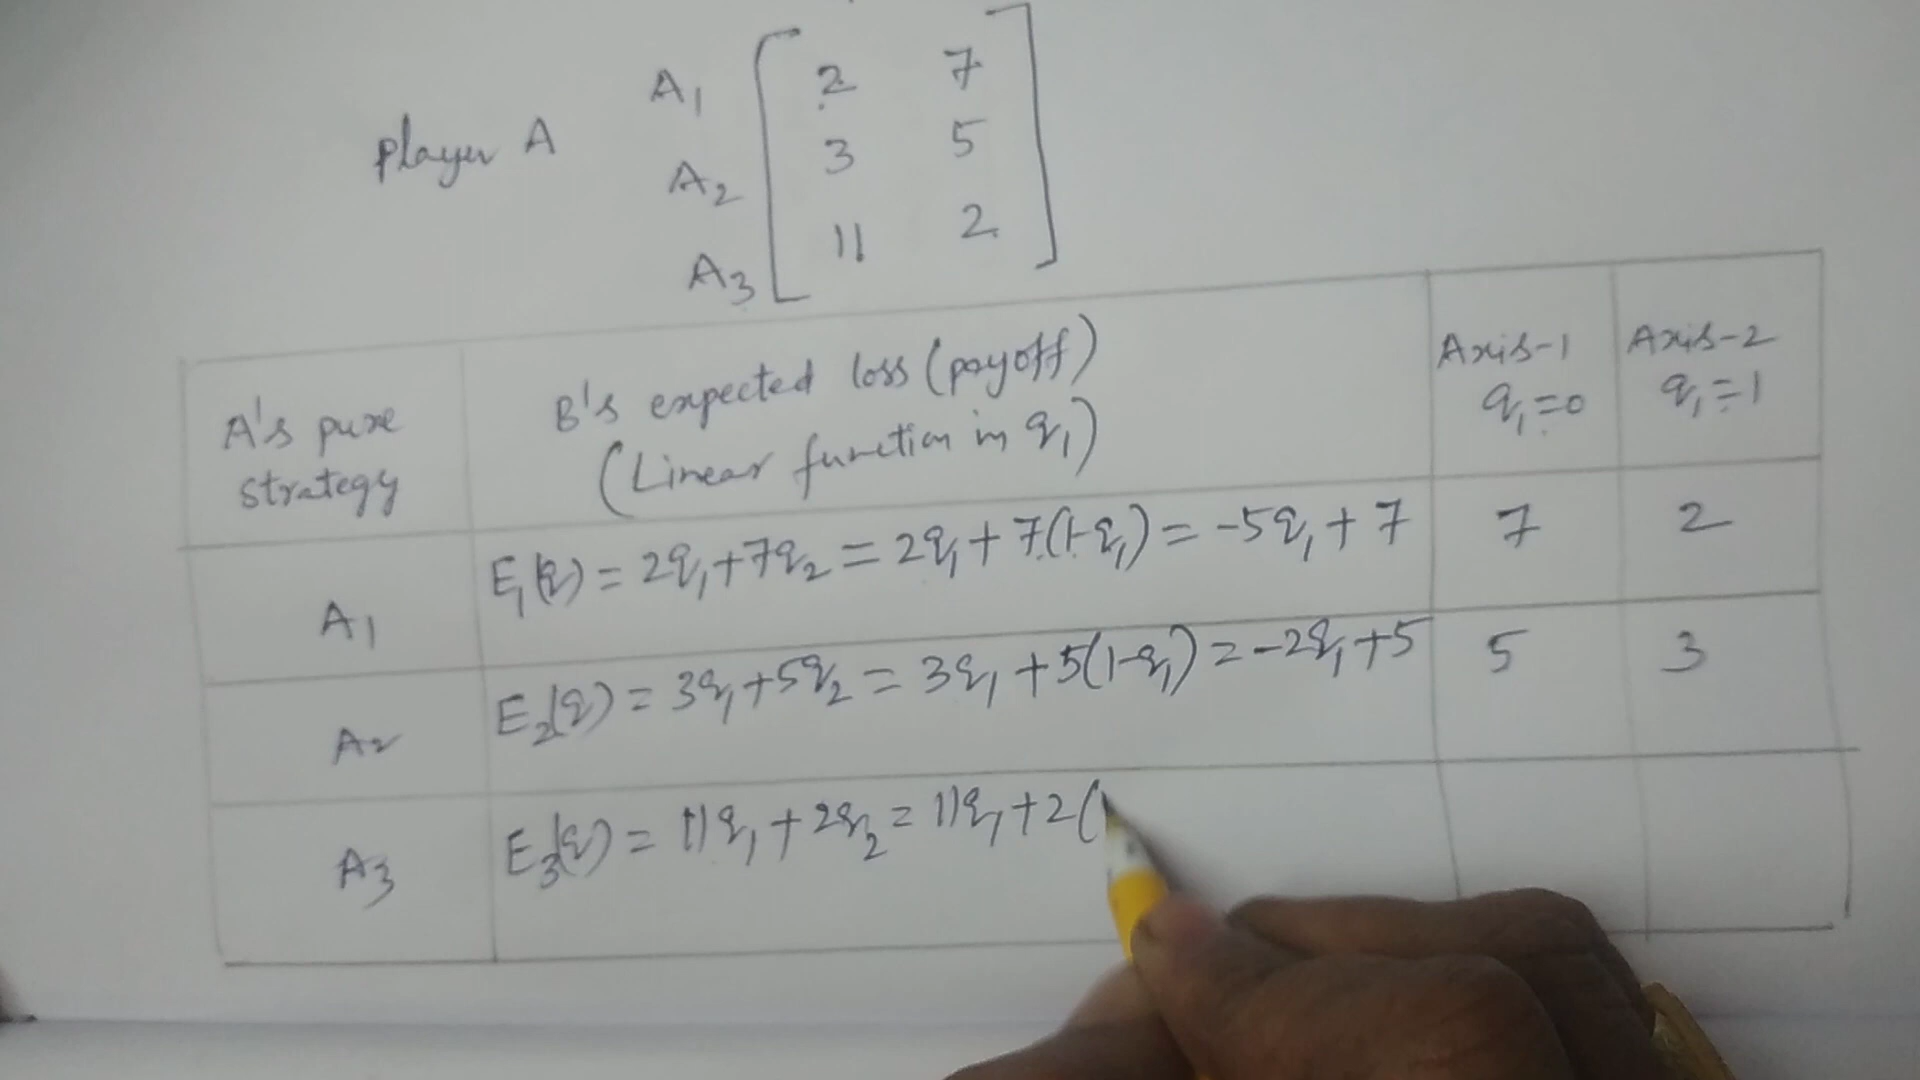 A₁ 2 7
Player A
A₂ 3 5
A₃ 11 2
A's pure strategy
B's expected loss (payoff)
(Linear function in q₁)
Axis-1
q₁=0
Axis-2
q₁=1
A₁ E₁(q) = 2q₁+7q₂ = 2q₁+7(1-q₁) = -5q₁+7 7 2
A₂ E₂(q) = 3q₁+5q₂ = 3q₁+5(1-q₁) = -2q₁+5 5 3
A₃ E₃(q) = 11q₁+2q₂ = 11q₁+2(1